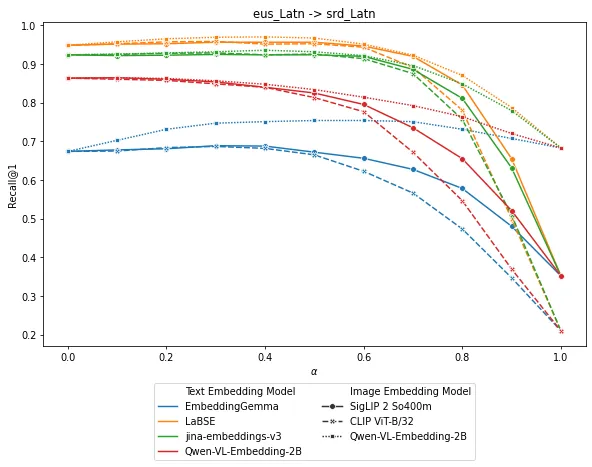 eus_Latn -> srd_Latn
Recall@1
1.0
0.9
0.8
0.7
0.6
0.5
0.4
0.3
0.2
0.0 0.2 0.4 0.6 0.8 1.0
α
Text Embedding Model
EmbeddingGemma
LaBSE
jina-embeddings-v3
Qwen-VL-Embedding-2B
Image Embedding Model
SigLIP 2 So400m
CLIP ViT-B/32
Qwen-VL-Embedding-2B